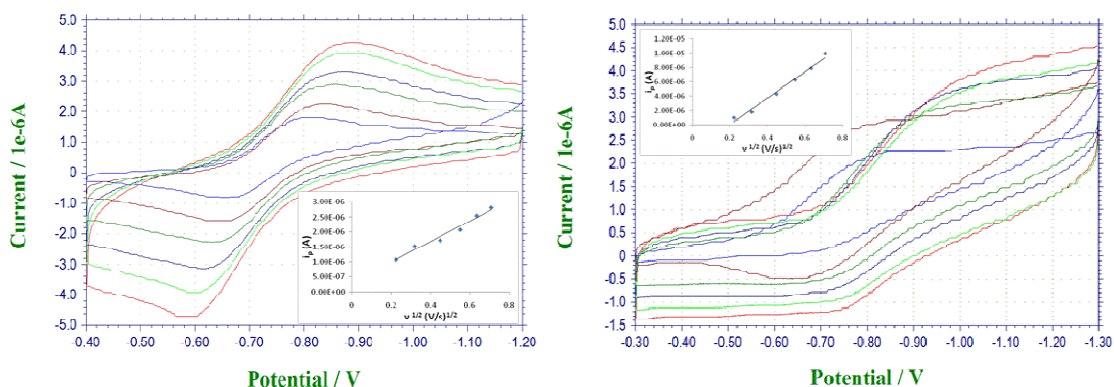 5.0
4.0
3.0
2.0
1.0
0
-1.0
-2.0
-3.0
-4.0
-5.0
-0.40 -0.50 -0.60 -0.70 -0.80 -0.90 -1.00 -1.10 -1.20
Current / 1e-6A
Potential / V
3.00E-06
2.50E-06
2.00E-06
1.50E-06
1.00E-06
5.00E-07
0.00E+00
0 0.2 0.4 0.6 0.8
ip (A)
v 1/2 (V/s)1/2
5.0
4.5
4.0
3.5
3.0
2.5
2.0
1.5
1.0
0.5
0
-0.5
-1.0
-1.5
-0.30 -0.40 -0.50 -0.60 -0.70 -0.80 -0.90 -1.00 -1.10 -1.20 -1.30
Current / 1e-6A
Potential / V
1.20E-05
1.00E-05
8.00E-06
6.00E-06
4.00E-06
2.00E-06
0.00E+00
0 0.2 0.4 0.6 0.8
ip (A)
v 1/2 (V/s)1/2